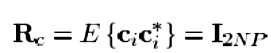 𝐑_c = E {𝐜_i 𝐜_i^*} = 𝐈_{2NP}